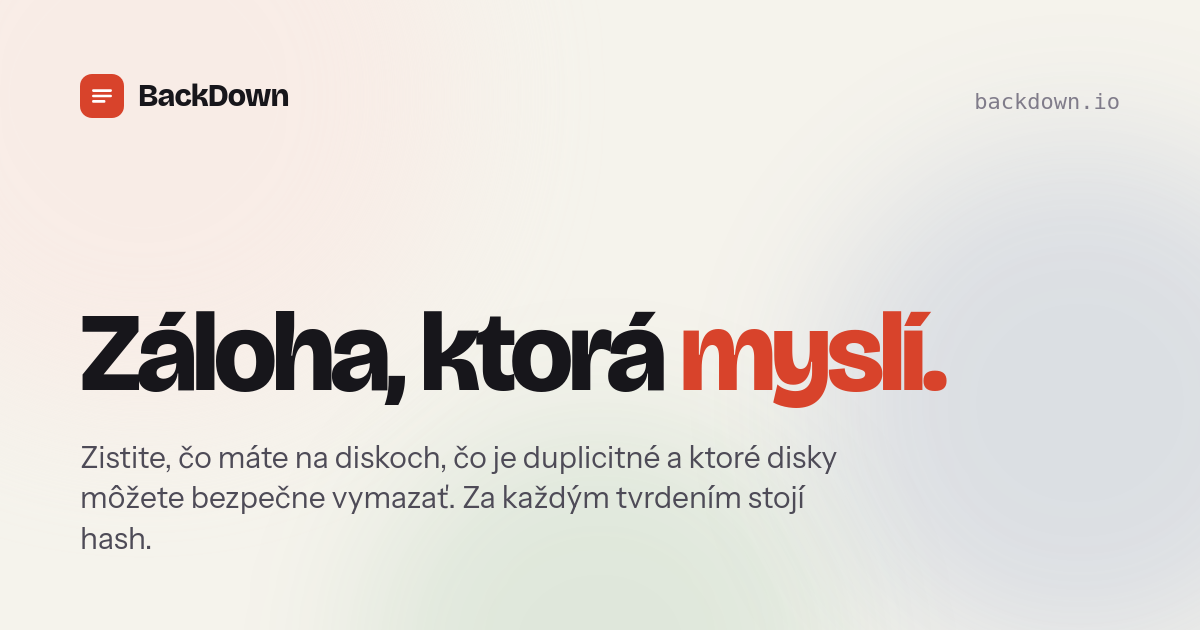 BackDown
backdown.io
Záloha, ktorá myslí.
Zistite, čo máte na diskoch, čo je duplicitné a ktoré disky
môžete bezpečne vymazať. Za každým tvrdením stojí
hash.